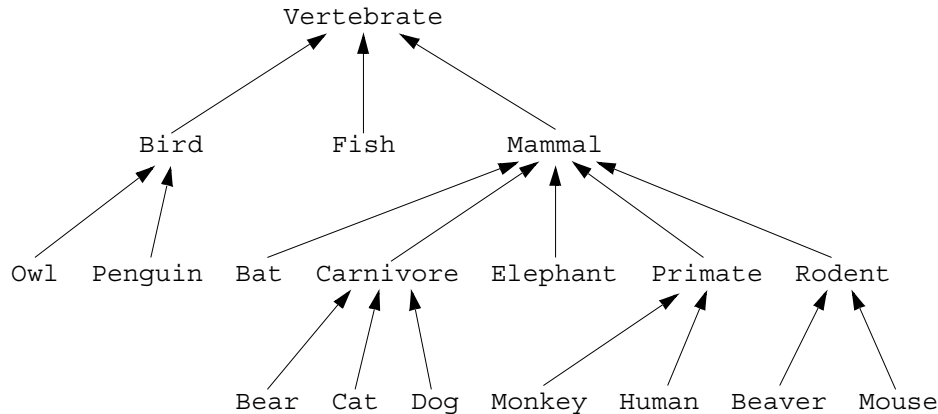 Vertebrate
Bird Fish Mammal
Owl Penguin Bat Carnivore Elephant Primate Rodent
Bear Cat Dog Monkey Human Beaver Mouse